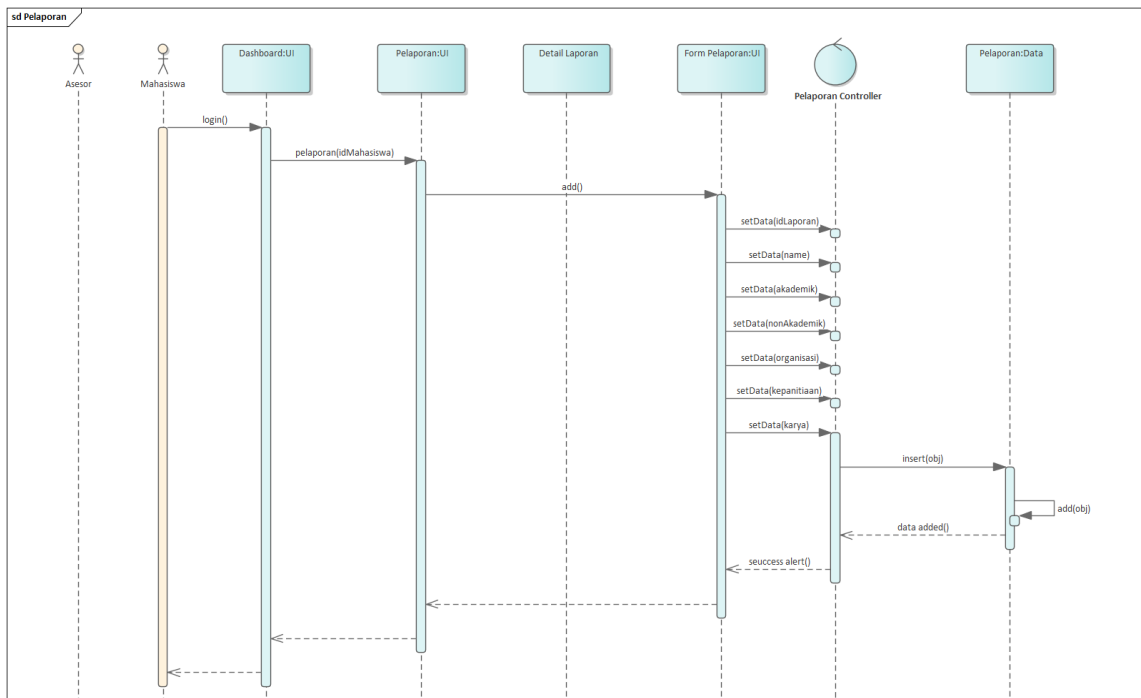 sd Pelaporan
Asesor
Mahasiswa
Dashboard:UI
Pelaporan:UI
Detail Laporan
Form Pelaporan:UI
Pelaporan Controller
Pelaporan:Data
login()
pelaporan(idMahasiswa)
add()
setData(idLaporan)
setData(name)
setData(akademik)
setData(nonAkademik)
setData(organisasi)
setData(kepanitiaan)
setData(karya)
insert(obj)
add(obj)
data added()
seuccess alert()